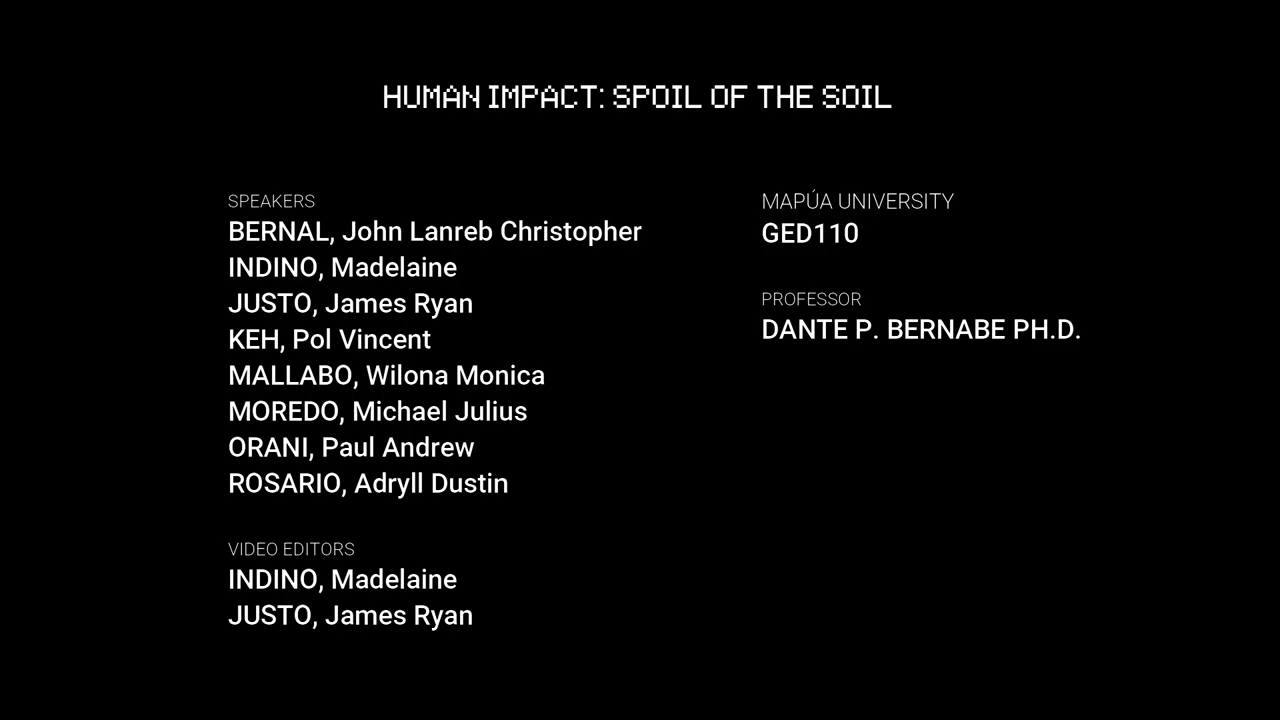 HUMAN IMPACT: SPOIL OF THE SOIL
SPEAKERS
BERNAL, John Lanreb Christopher
INDINO, Madelaine
JUSTO, James Ryan
KEH, Pol Vincent
MALLABO, Wilona Monica
MOREDO, Michael Julius
ORANI, Paul Andrew
ROSARIO, Adryll Dustin
VIDEO EDITORS
INDINO, Madelaine
JUSTO, James Ryan
MAPÚA UNIVERSITY
GED110
PROFESSOR
DANTE P. BERNABE PH.D.